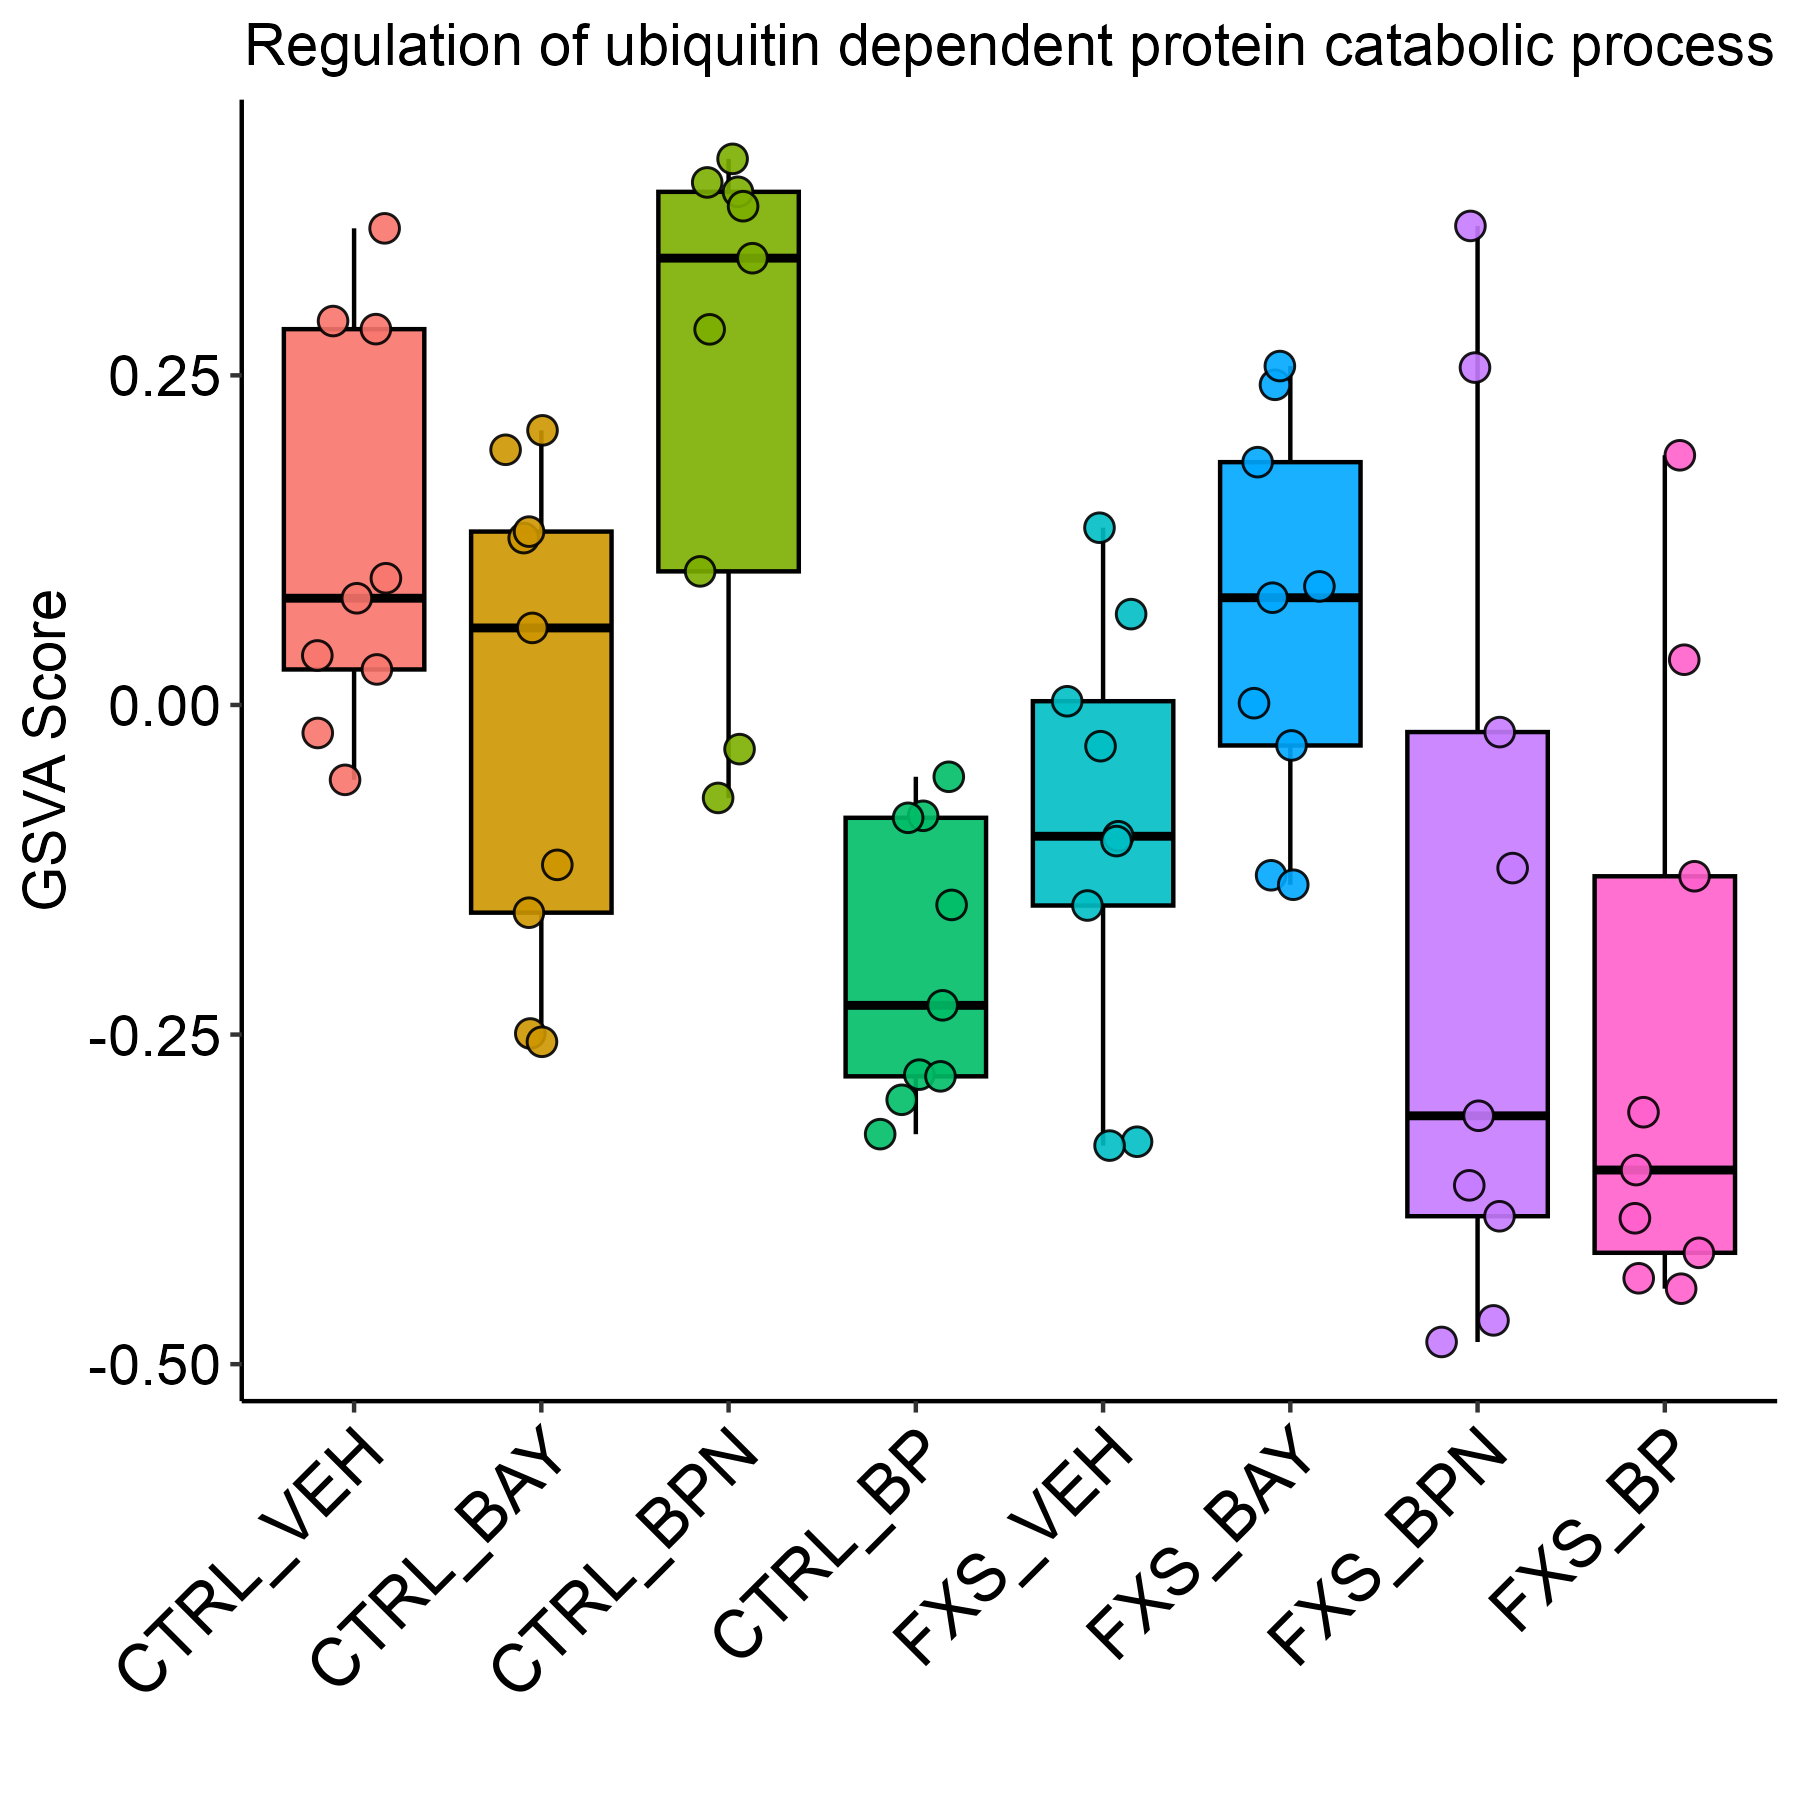 Regulation of ubiquitin dependent protein catabolic process
GSVA Score
0.25
0.00
-0.25
-0.50
CTRL_VEH
CTRL_BAY
CTRL_BPN
CTRL_BP
FXS_VEH
FXS_BAY
FXS_BPN
FXS_BP